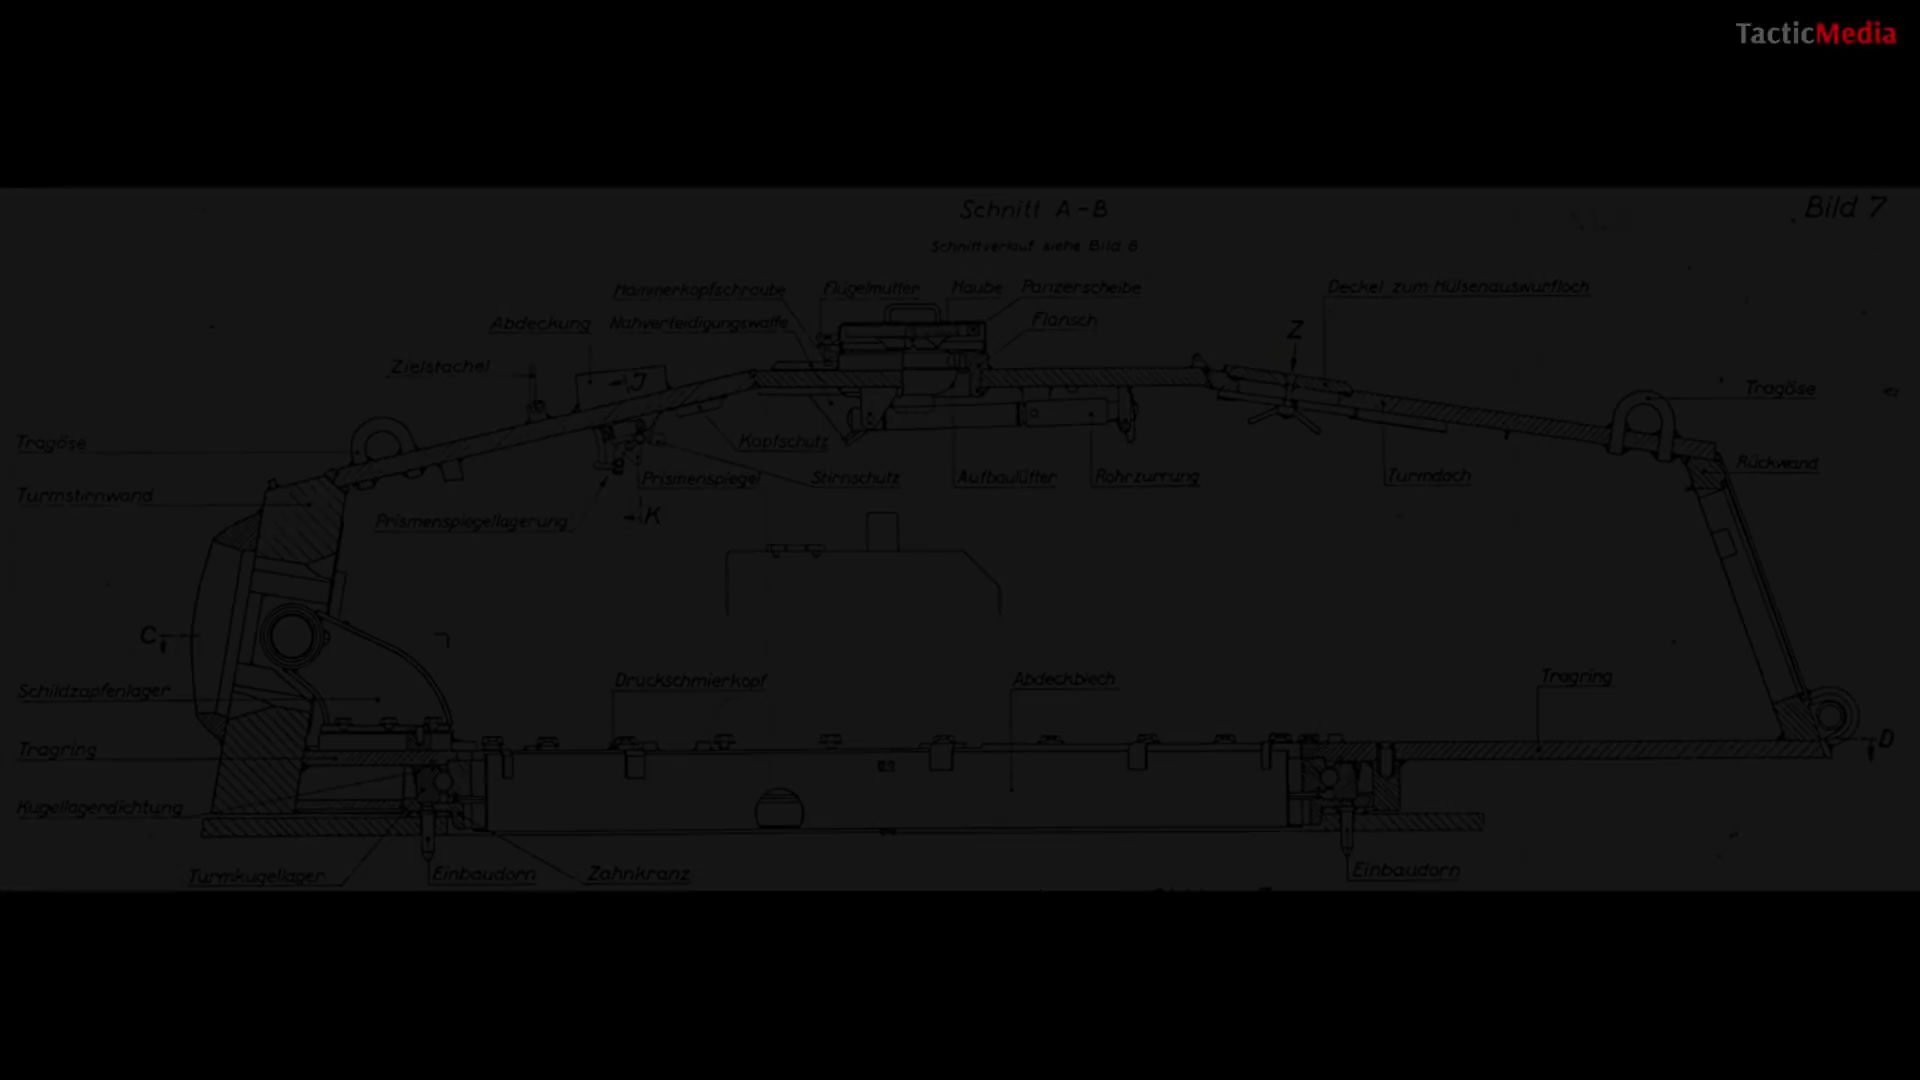 TacticMedia
Schnitt A-B
Bild 7
Schnittverlauf siehe Bild 8
Hammerkopfschraube
Flügelmutter
Haube
Panzerscheibe
Deckel zum Hülsenauswurfloch
Abdeckung
Nahverteidigungswaffe
Flansch
Z
Zielstachel
J
Tragöse
Tragöse
Kopfschutz
Turmstirnwand
Prismenspiegel
Stirnschutz
Aufbaulüfter
Rohrzurrung
Turmdach
Rückwand
Prismenspiegellagerung
K
C
Schildzapfenlager
Druckschmierkopf
Abdeckblech
Tragring
Tragring
D
Kugellagerdichtung
Turmkugellager
Einbaudorn
Zahnkranz
Einbaudorn